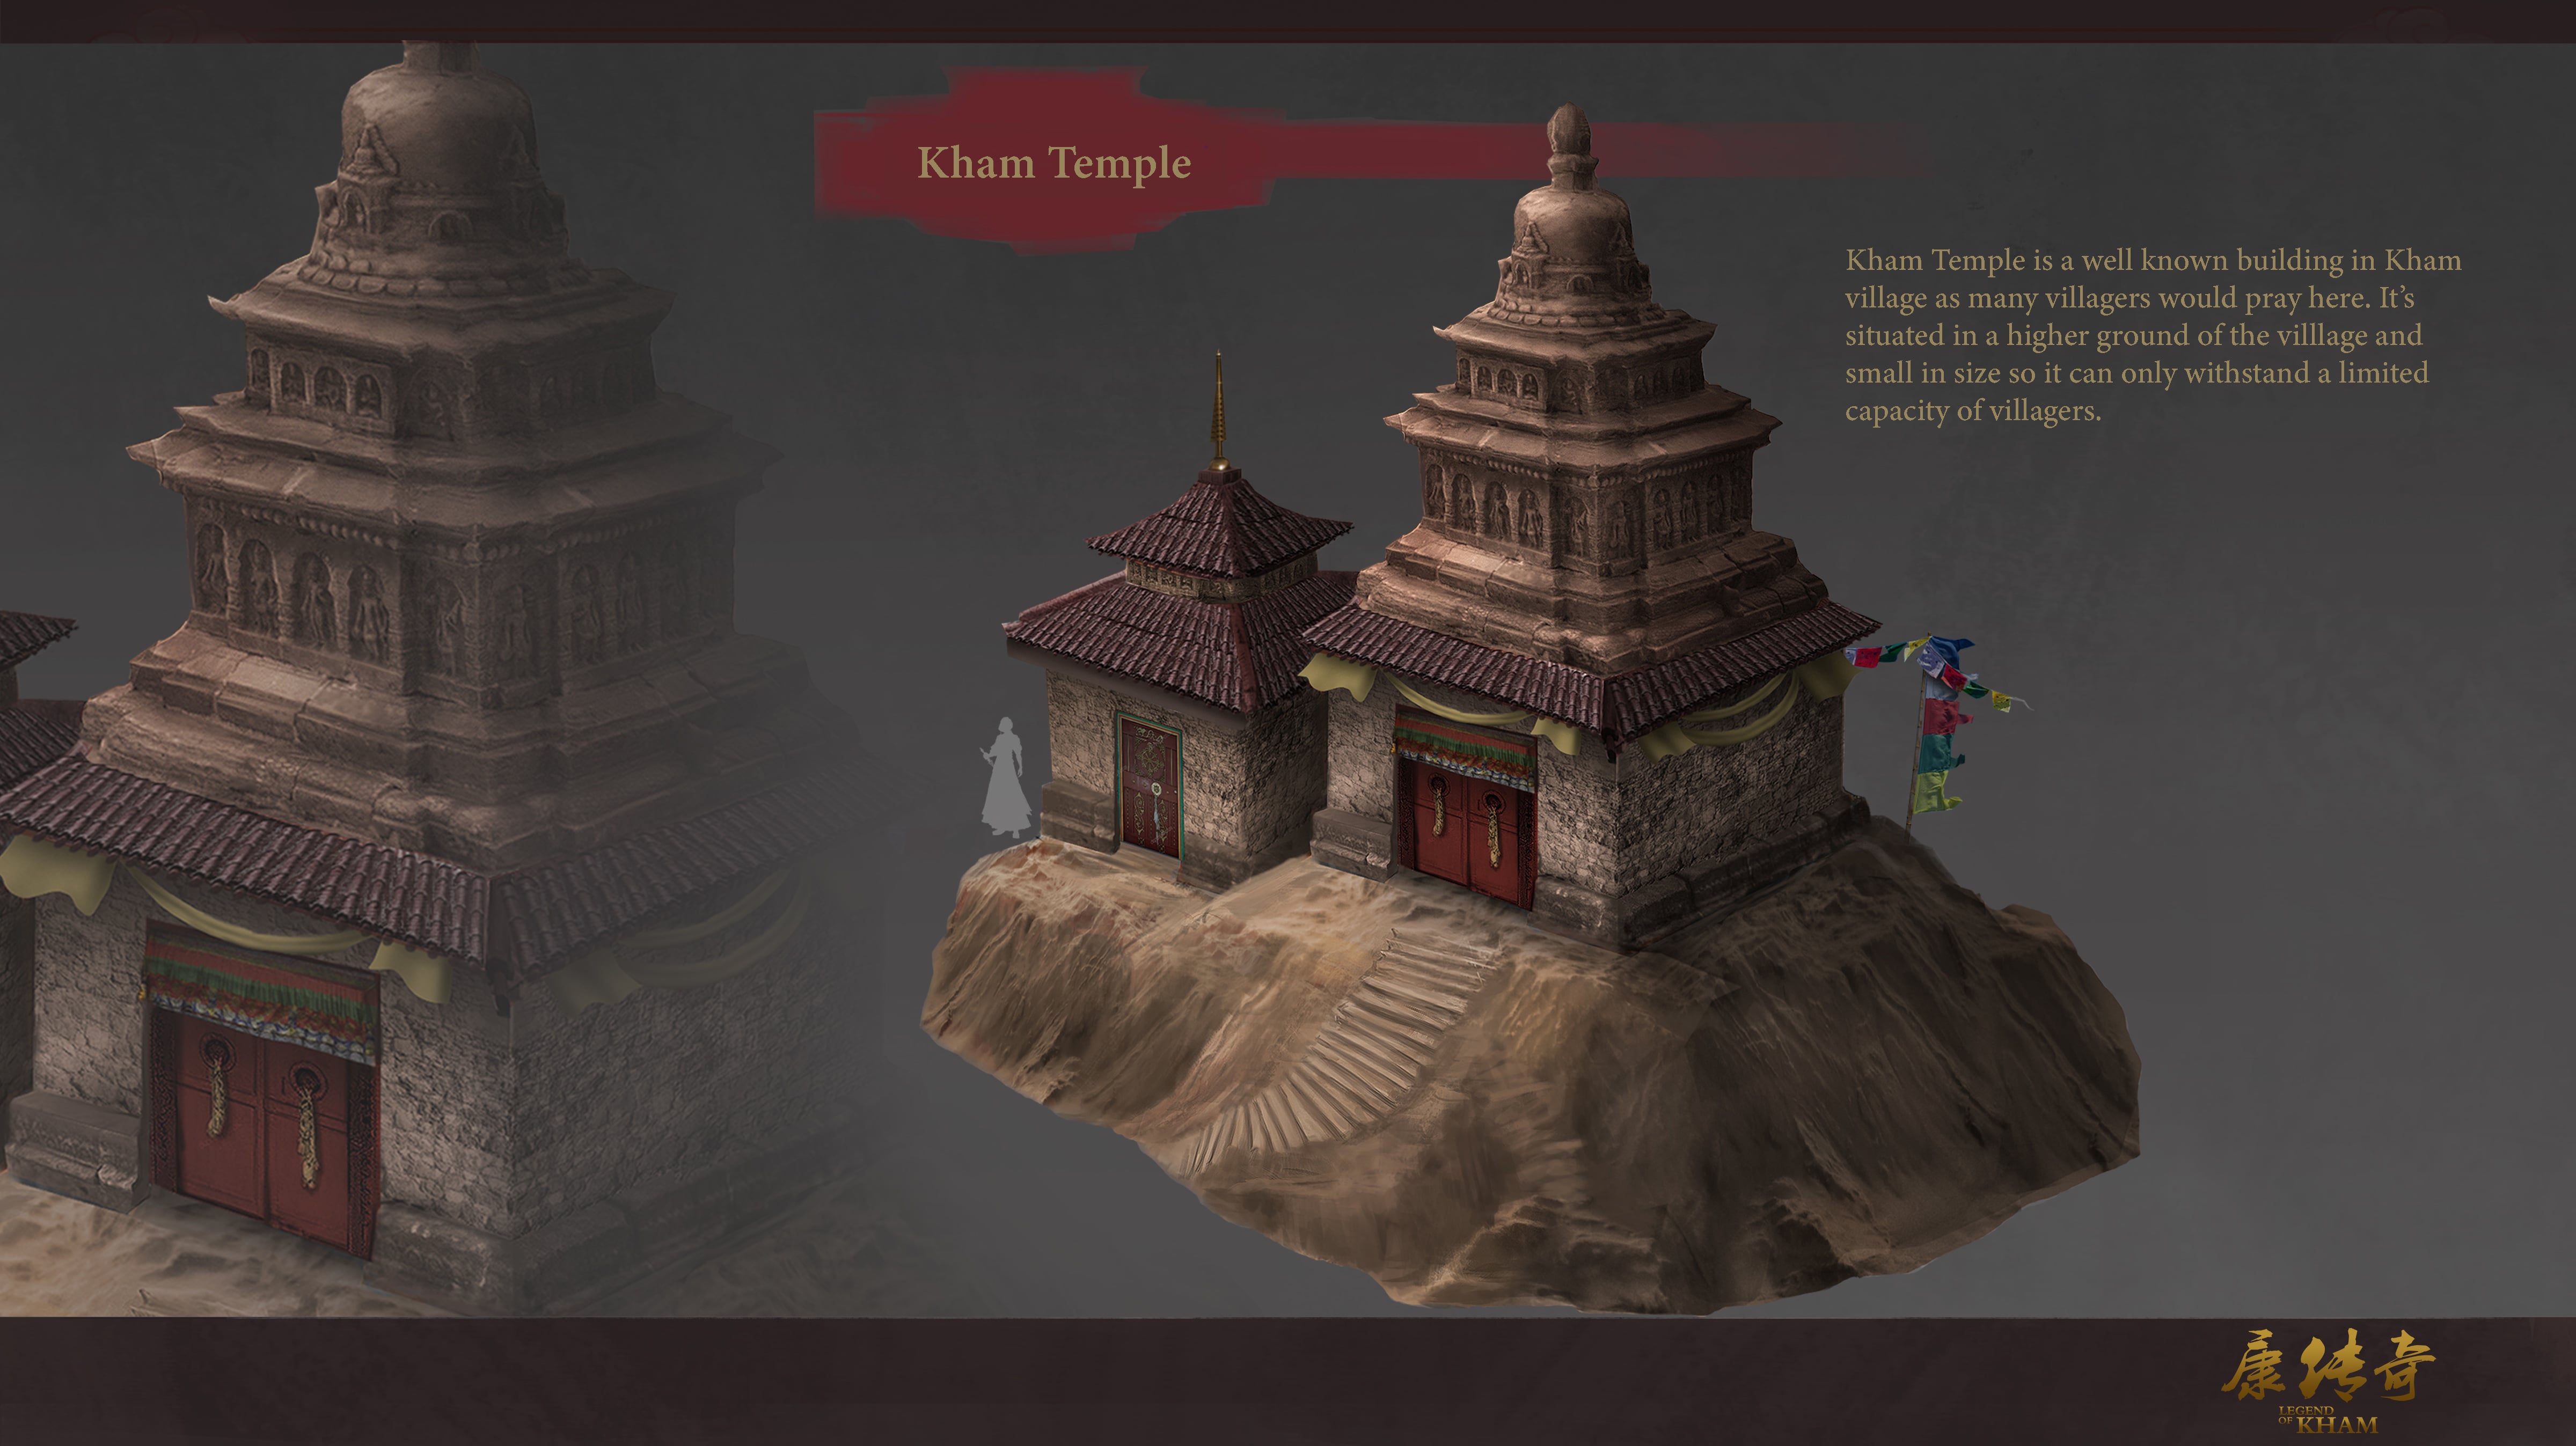 Kham Temple
Kham Temple is a well known building in Kham
village as many villagers would pray here. It's
situated in a higher ground of the villlage and
small in size so it can only withstand a limited
capacity of villagers.
康传奇
LEGEND
OF KHAM